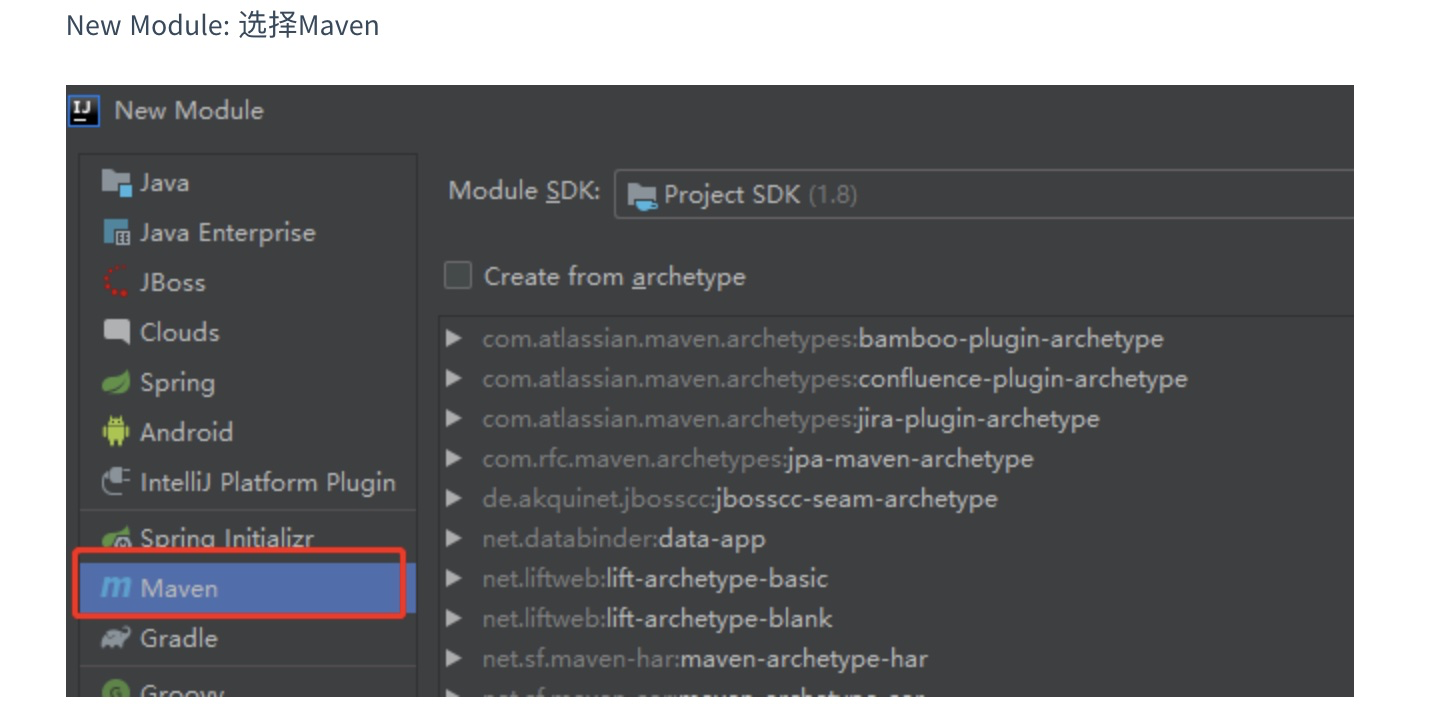 New Module: 选择Maven
IJ New Module
Java
Java Enterprise
JBoss
Clouds
Spring
Android
IntelliJ Platform Plugin
Spring Initializr
m Maven
Gradle
G Groovy
Module SDK: Project SDK (1.8)
Create from archetype
com.atlassian.maven.archetypes:bamboo-plugin-archetype
com.atlassian.maven.archetypes:confluence-plugin-archetype
com.atlassian.maven.archetypes:jira-plugin-archetype
com.rfc.maven.archetypes:jpa-maven-archetype
de.akquinet.jbosscc:jbosscc-seam-archetype
net.databinder:data-app
net.liftweb:lift-archetype-basic
net.liftweb:lift-archetype-blank
net.sf.maven-har:maven-archetype-har